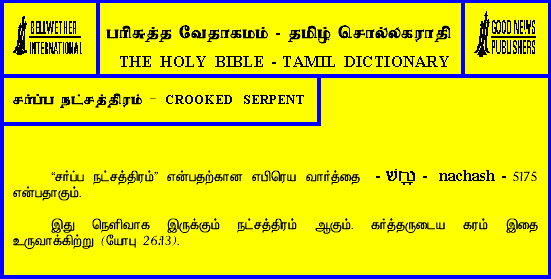 BELLWETHER
INTERNATIONAL
பரிசுத்த வேதாகமம் - தமிழ் சொல்லகராதி
THE HOLY BIBLE - TAMIL DICTIONARY
GOOD NEWS
PUBLISHERS
சர்ப்ப நட்சத்திரம் - CROOKED SERPENT
“சர்ப்ப நட்சத்திரம்” என்பதற்கான எபிரெய வார்த்தை - נָחָשׁ - nachash - 5175
என்பதாகும்.
இது நெளிவாக இருக்கும் நட்சத்திரம் ஆகும். கர்த்தருடைய கரம் இதை
உருவாக்கிற்று (யோபு 26:13).